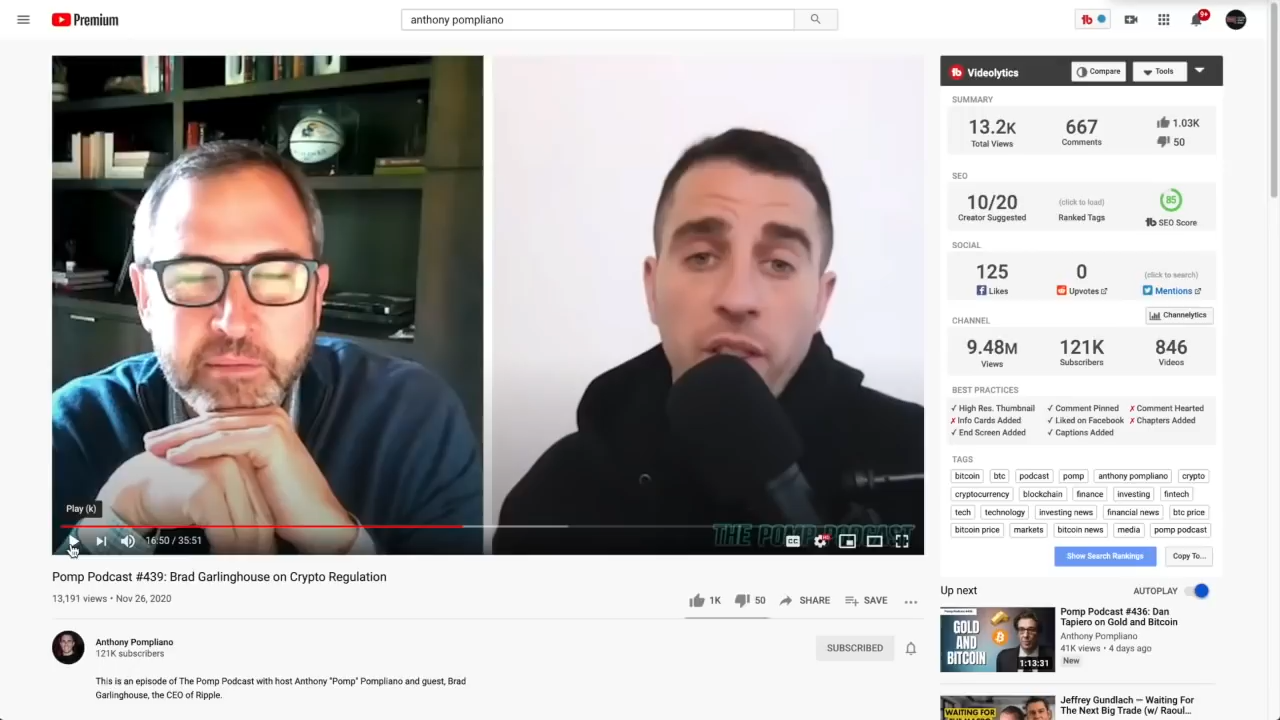 Premium
anthony pompliano
9+
Videolytics
Compare
Tools
SUMMARY
13.2K
Total Views
667
Comments
1.03K
50
SEO
10/20
Creator Suggested
(click to load)
Ranked Tags
85
SEO Score
SOCIAL
125
Likes
0
Upvotes
(click to search)
Mentions
CHANNEL
Channelytics
9.48M
Views
121K
Subscribers
846
Videos
BEST PRACTICES
✓ High Res. Thumbnail
✓ Comment Pinned
✗ Comment Hearted
✗ Info Cards Added
✓ Liked on Facebook
✗ Chapters Added
✓ End Screen Added
✓ Captions Added
TAGS
bitcoin btc podcast pomp anthony pompliano crypto
cryptocurrency blockchain finance investing fintech
tech technology investing news financial news btc price
bitcoin price markets bitcoin news media pomp podcast
Show Search Rankings
Copy To...
Play (k)
16:50 / 35:51
THE POMP PODCAST
CC
Pomp Podcast #439: Brad Garlinghouse on Crypto Regulation
13,191 views • Nov 26, 2020
1K
50
SHARE
SAVE
Anthony Pompliano
121K subscribers
SUBSCRIBED
This is an episode of The Pomp Podcast with host Anthony "Pomp" Pompliano and guest, Brad
Garlinghouse, the CEO of Ripple.
Up next
AUTOPLAY
GOLD
AND
BITCOIN
1:13:31
Pomp Podcast #436: Dan
Tapiero on Gold and Bitcoin
Anthony Pompliano
41K views • 4 days ago
New
WAITING FOR
Jeffrey Gundlach — Waiting For
The Next Big Trade (w/ Raoul...